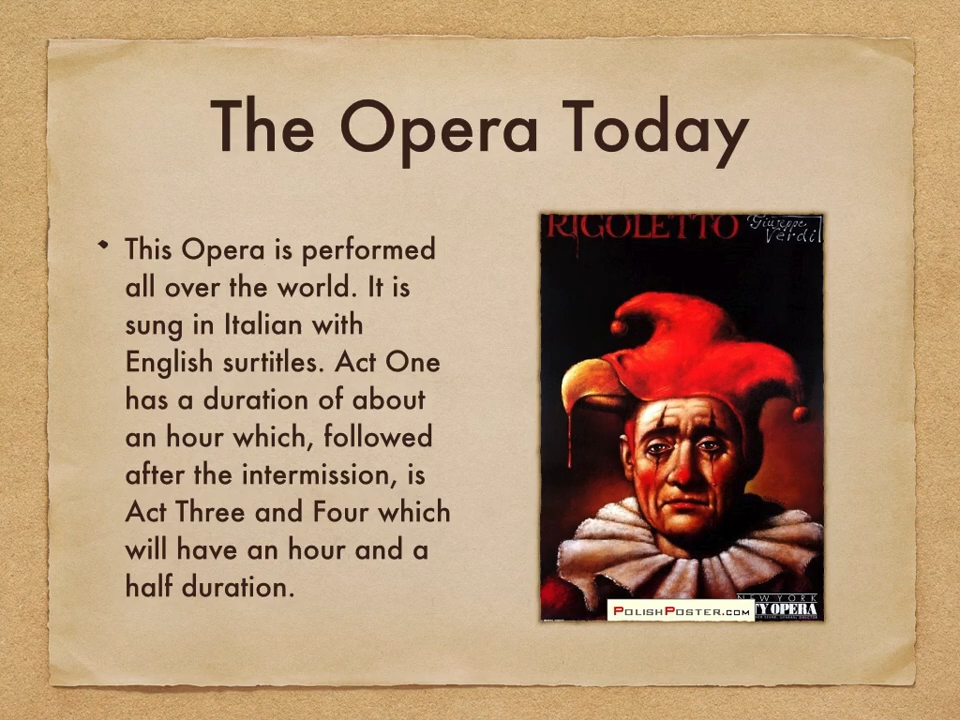 The Opera Today
This Opera is performed
all over the world. It is
sung in Italian with
English surtitles. Act One
has a duration of about
an hour which, followed
after the intermission, is
Act Three and Four which
will have an hour and a
half duration.
RIGOLETTO
Giuseppe
Verdi
NEW YORK
TY OPERA
POLISHPOSTER.COM